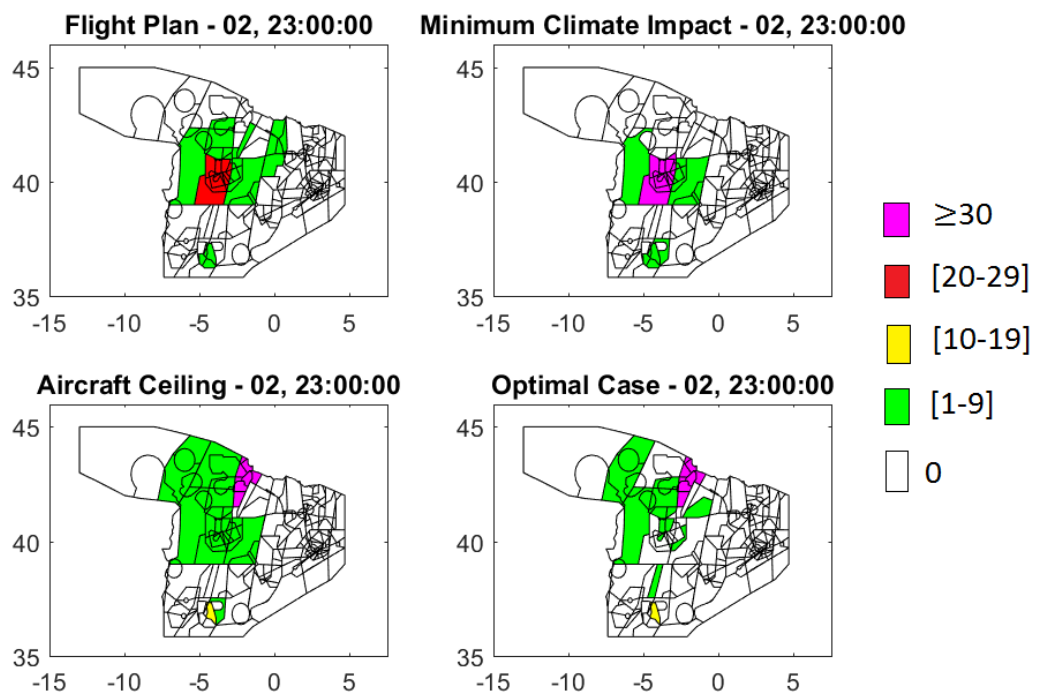 Flight Plan - 02, 23:00:00
Minimum Climate Impact - 02, 23:00:00
45
40
35
-15 -10 -5 0 5
45
40
35
-15 -10 -5 0 5
≥30
[20-29]
[10-19]
[1-9]
0
Aircraft Ceiling - 02, 23:00:00
Optimal Case - 02, 23:00:00
45
40
35
-15 -10 -5 0 5
45
40
35
-15 -10 -5 0 5